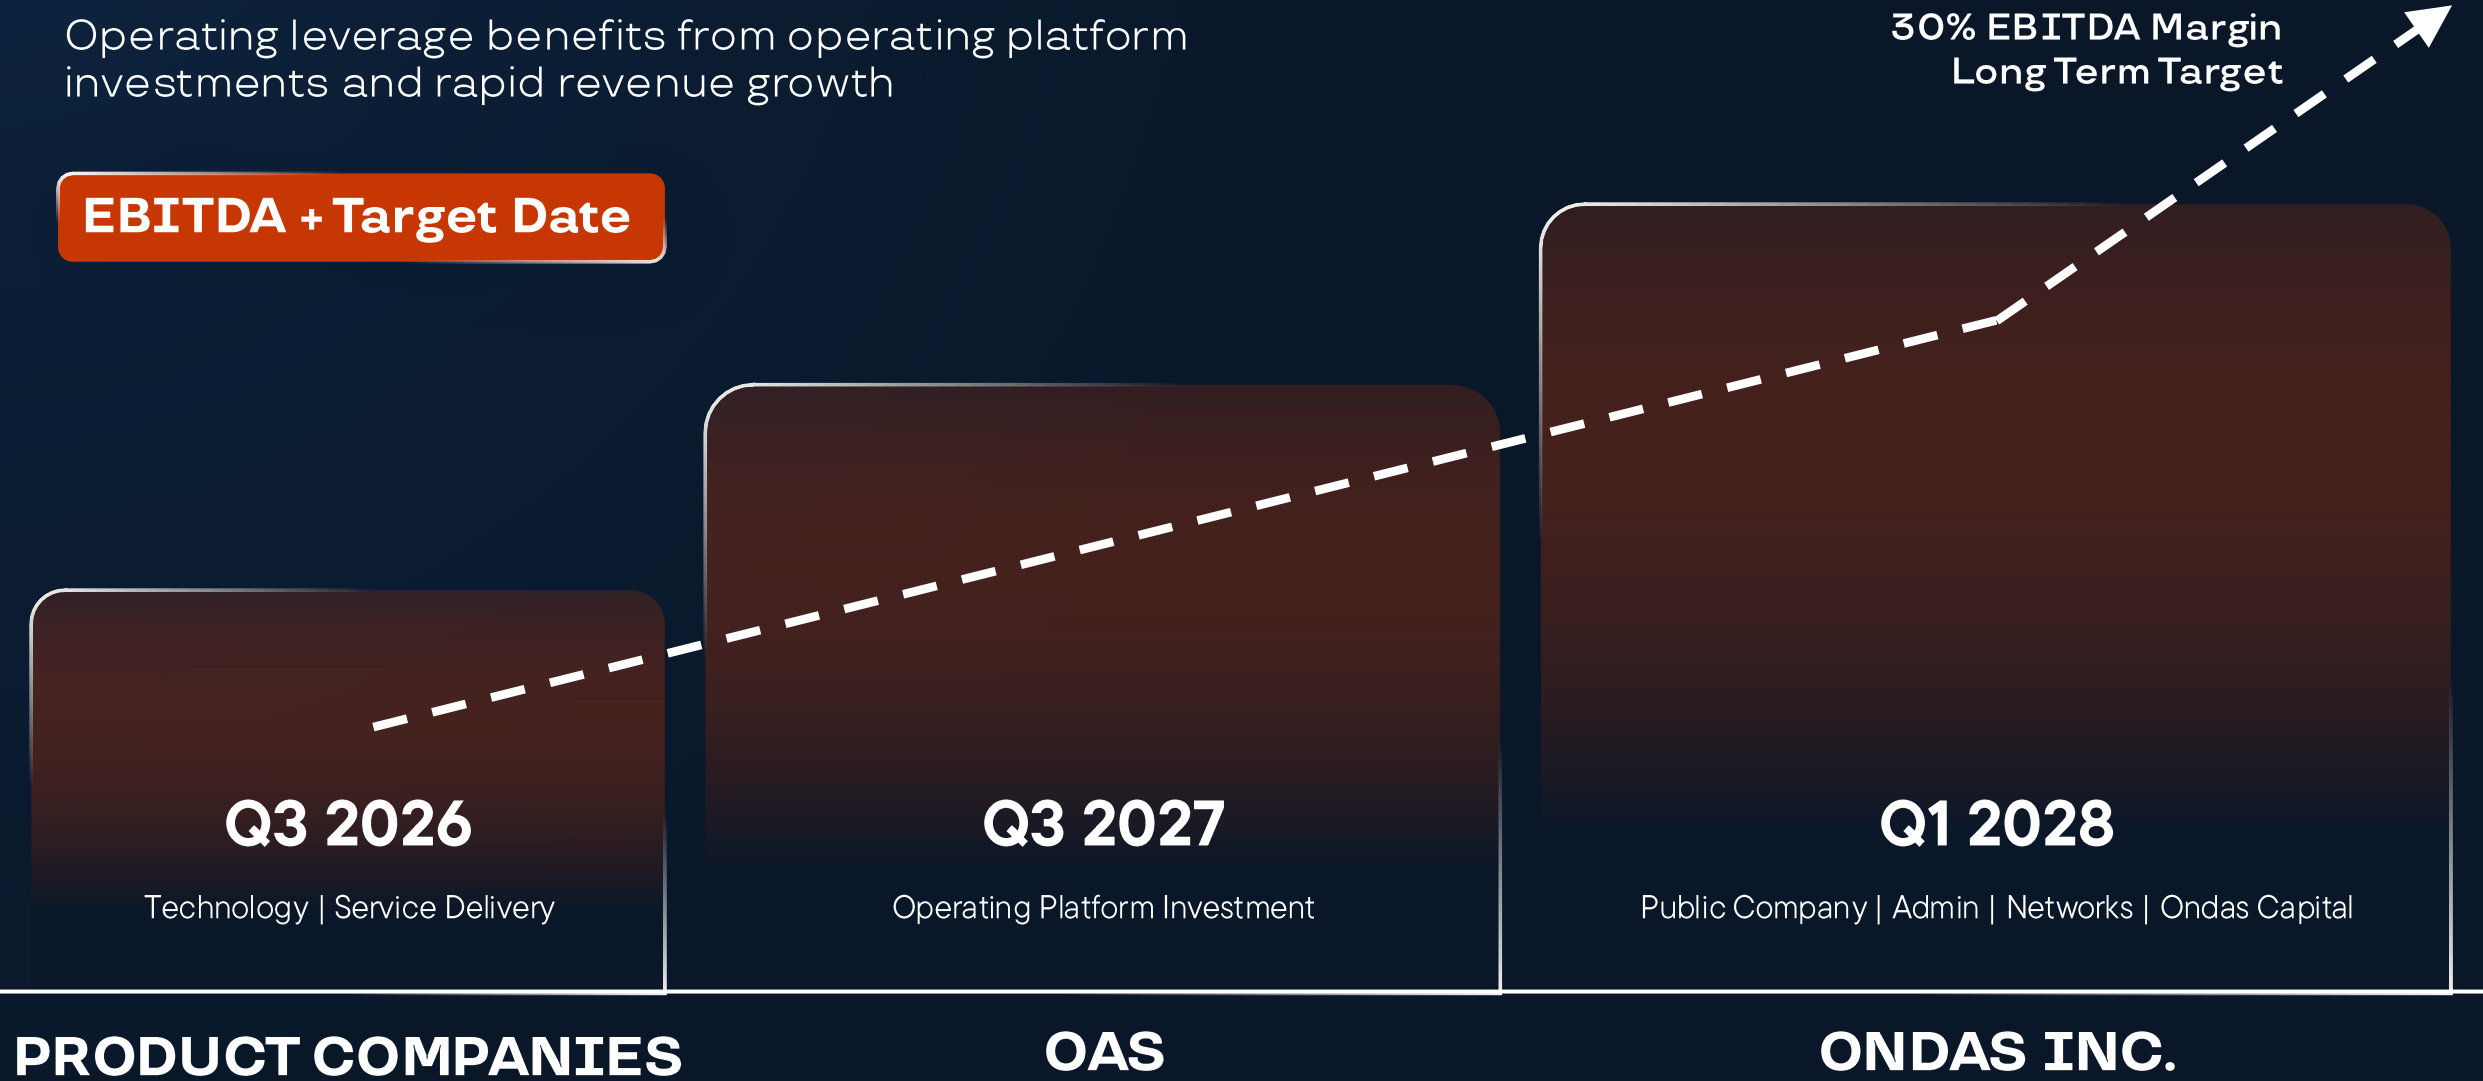 Operating leverage benefits from operating platform
investments and rapid revenue growth
30% EBITDA Margin
Long Term Target
EBITDA + Target Date
Q3 2026
Technology | Service Delivery
Q3 2027
Operating Platform Investment
Q1 2028
Public Company | Admin | Networks | Ondas Capital
PRODUCT COMPANIES
OAS
ONDAS INC.